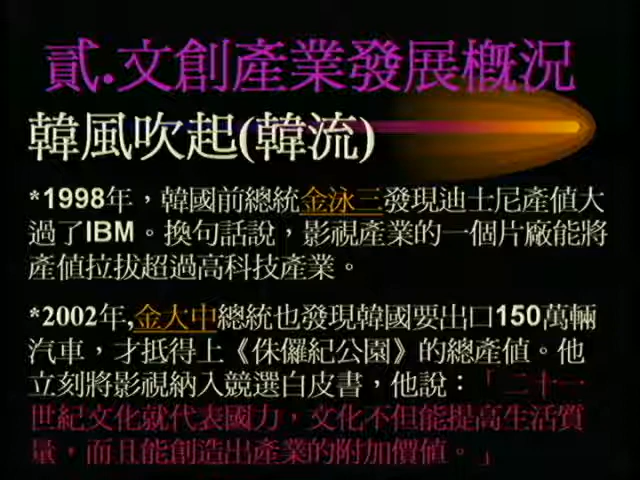 貳.文創產業發展概況
韓風吹起(韓流)
*1998年，韓國前總統金泳三發現迪士尼產值大
過了IBM。換句話說，影視產業的一個片廠能將
產值拉拔超過高科技產業。
*2002年,金大中總統也發現韓國要出口150萬輛
汽車，才抵得上《侏儸紀公園》的總產值。他
立刻將影視納入競選白皮書，他說：「二十一
世紀文化就代表國力，文化不但能提高生活質
量，而且能創造出產業的附加價值。」